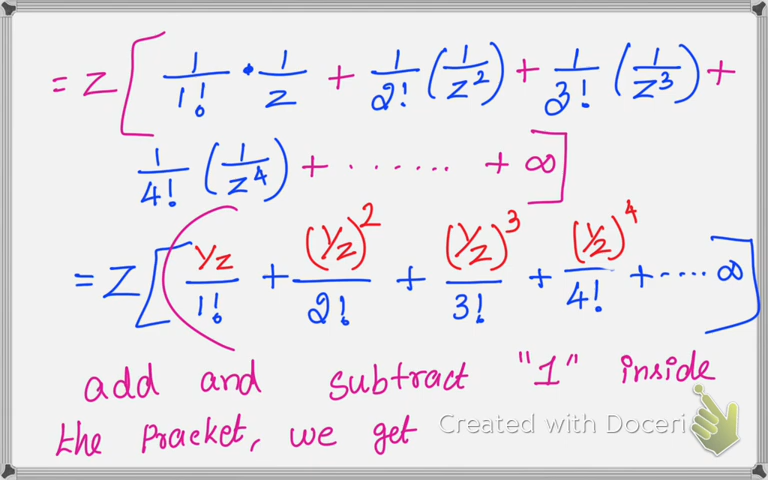 = z [ 1/1! · 1/z + 1/2! (1/z²) + 1/3! (1/z³) +
1/4! (1/z⁴) + ........ + ∞ ]
= Z [ ( 1/z/1! + (1/z)²/2! + (1/z)³/3! + (1/z)⁴/4! + ..... ∞ ]
add and subtract "1" inside
the Pracket, we get
Created with Doceri